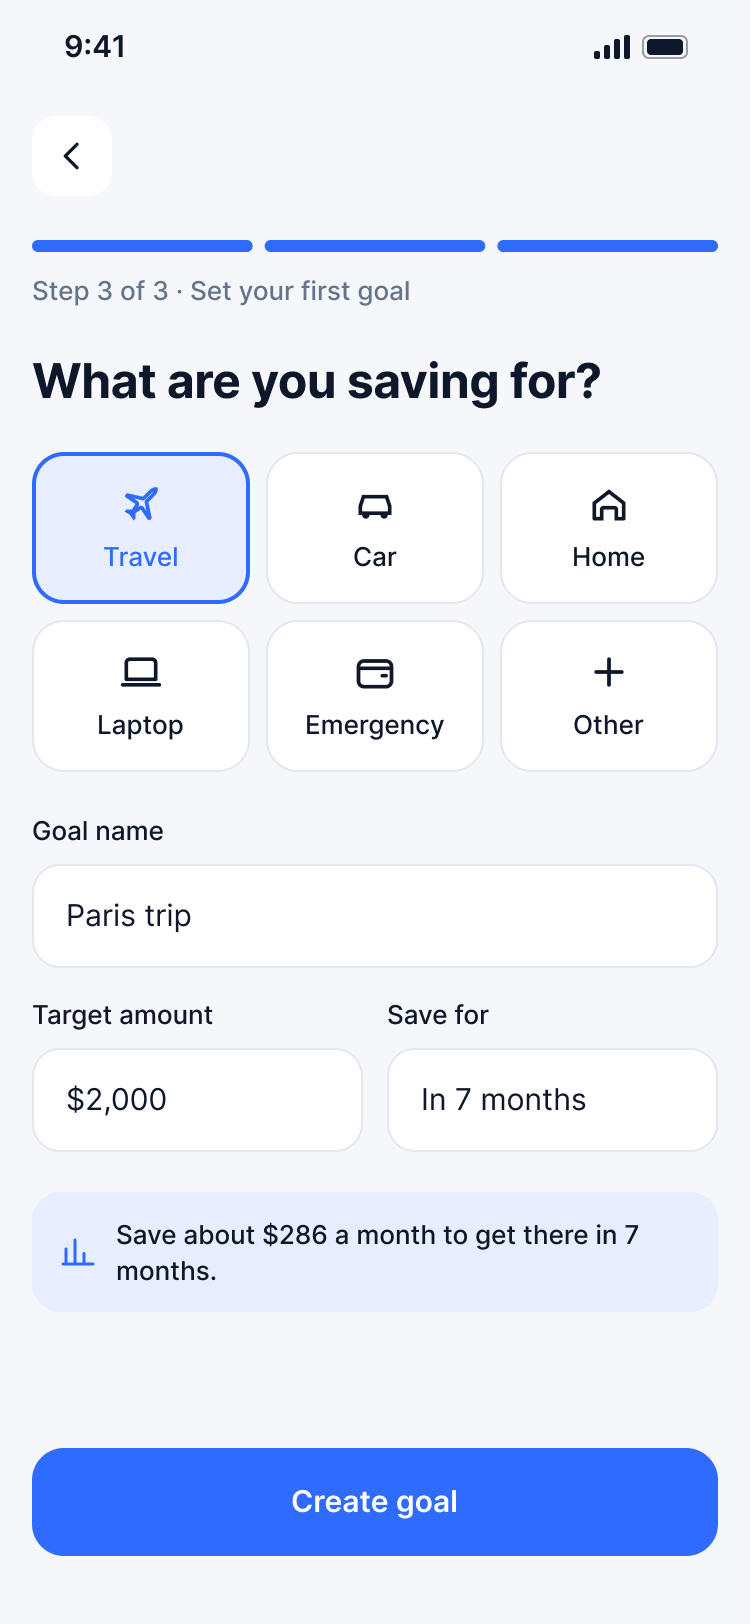 9:41
Step 3 of 3 · Set your first goal
What are you saving for?
Travel
Car
Home
Laptop
Emergency
Other
Goal name
Paris trip
Target amount
Save for
$2,000
In 7 months
Save about $286 a month to get there in 7
months.
Create goal